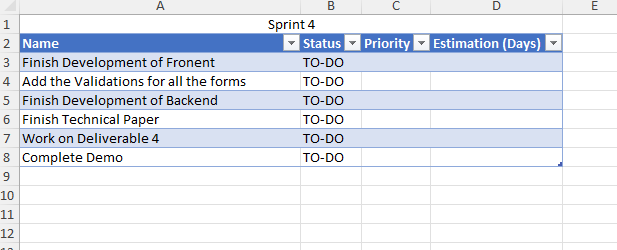 A B C D E
1 Sprint 4
2 Name Status Priority Estimation (Days)
3 Finish Development of Fronent TO-DO
4 Add the Validations for all the forms TO-DO
5 Finish Development of Backend TO-DO
6 Finish Technical Paper TO-DO
7 Work on Deliverable 4 TO-DO
8 Complete Demo TO-DO
9
10
11
12